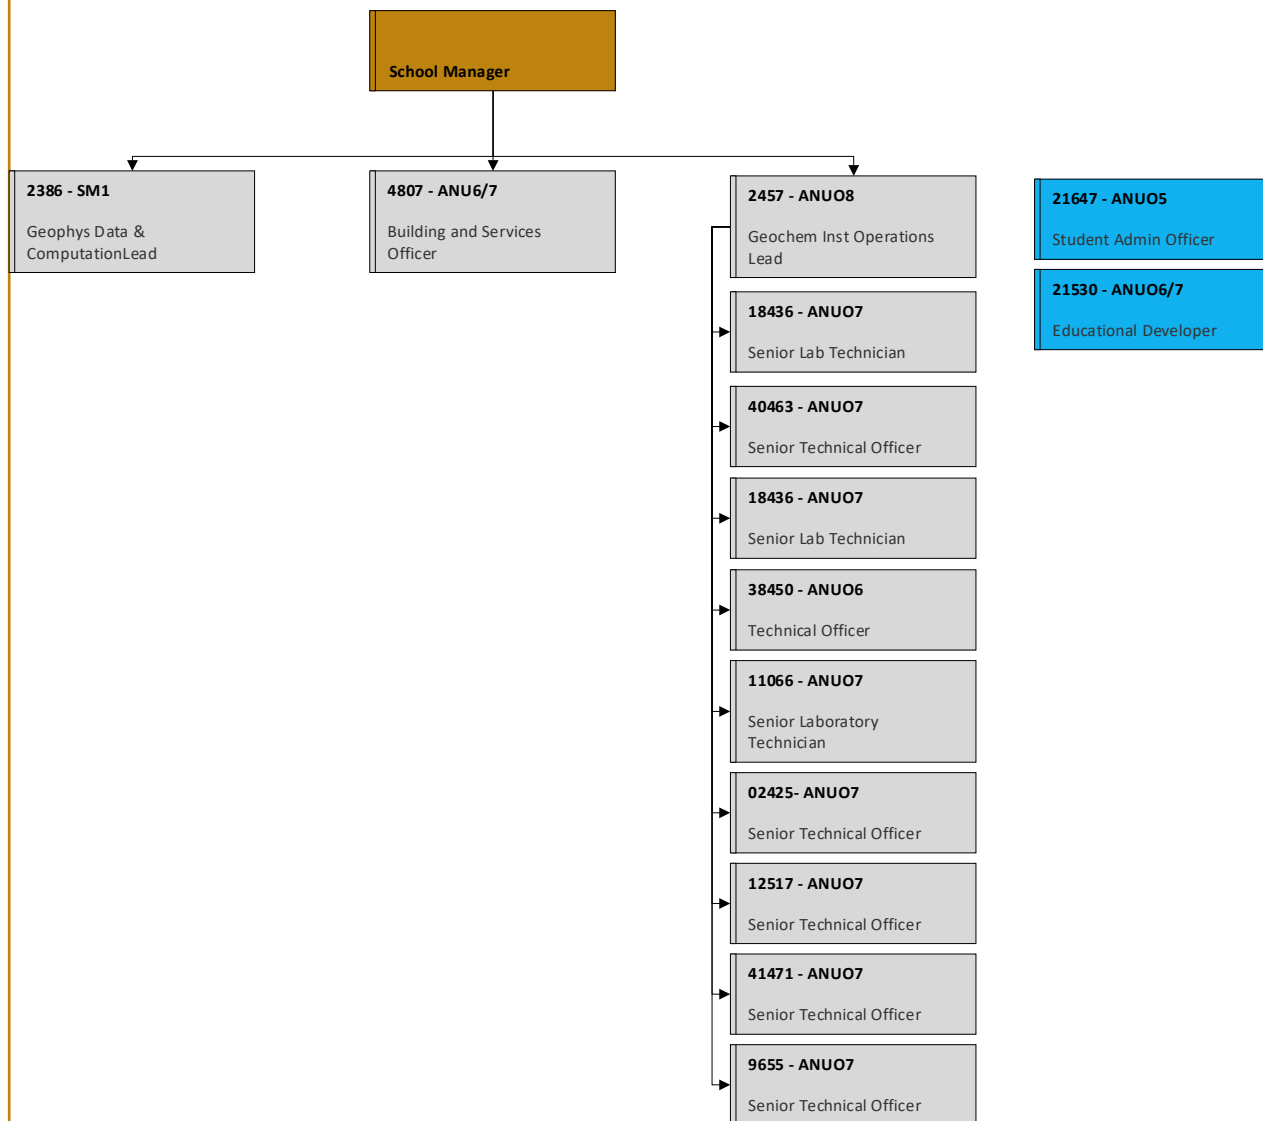 School Manager
2386 - SM1
Geophys Data &
ComputationLead
4807 - ANU6/7
Building and Services
Officer
2457 - ANUO8
Geochem Inst Operations
Lead
18436 - ANUO7
Senior Lab Technician
40463 - ANUO7
Senior Technical Officer
18436 - ANUO7
Senior Lab Technician
38450 - ANUO6
Technical Officer
11066 - ANUO7
Senior Laboratory
Technician
02425- ANUO7
Senior Technical Officer
12517 - ANUO7
Senior Technical Officer
41471 - ANUO7
Senior Technical Officer
9655 - ANUO7
Senior Technical Officer
21647 - ANUO5
Student Admin Officer
21530 - ANUO6/7
Educational Developer